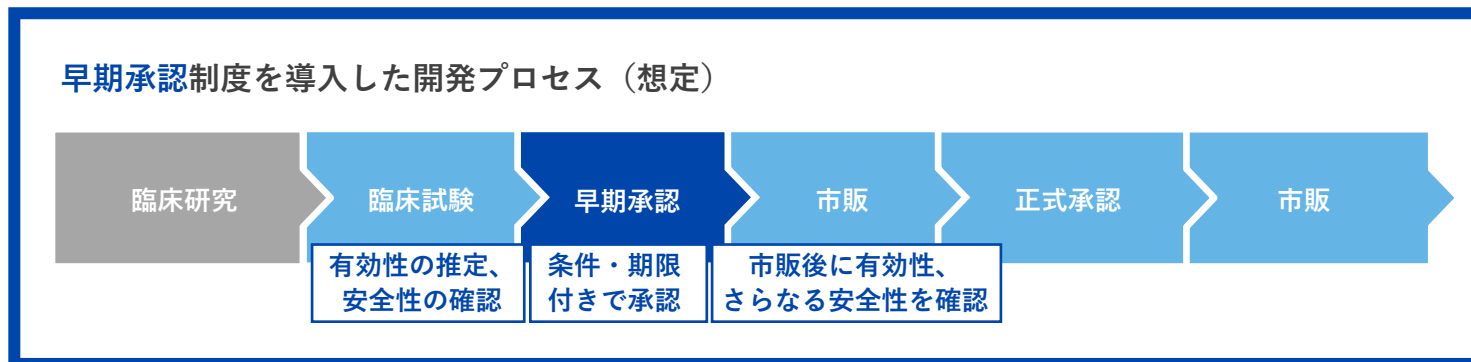 早期承認制度を導入した開発プロセス（想定）
臨床研究
臨床試験
早期承認
市販
正式承認
市販
有効性の推定、
安全性の確認
条件・期限
付きで承認
市販後に有効性、
さらなる安全性を確認